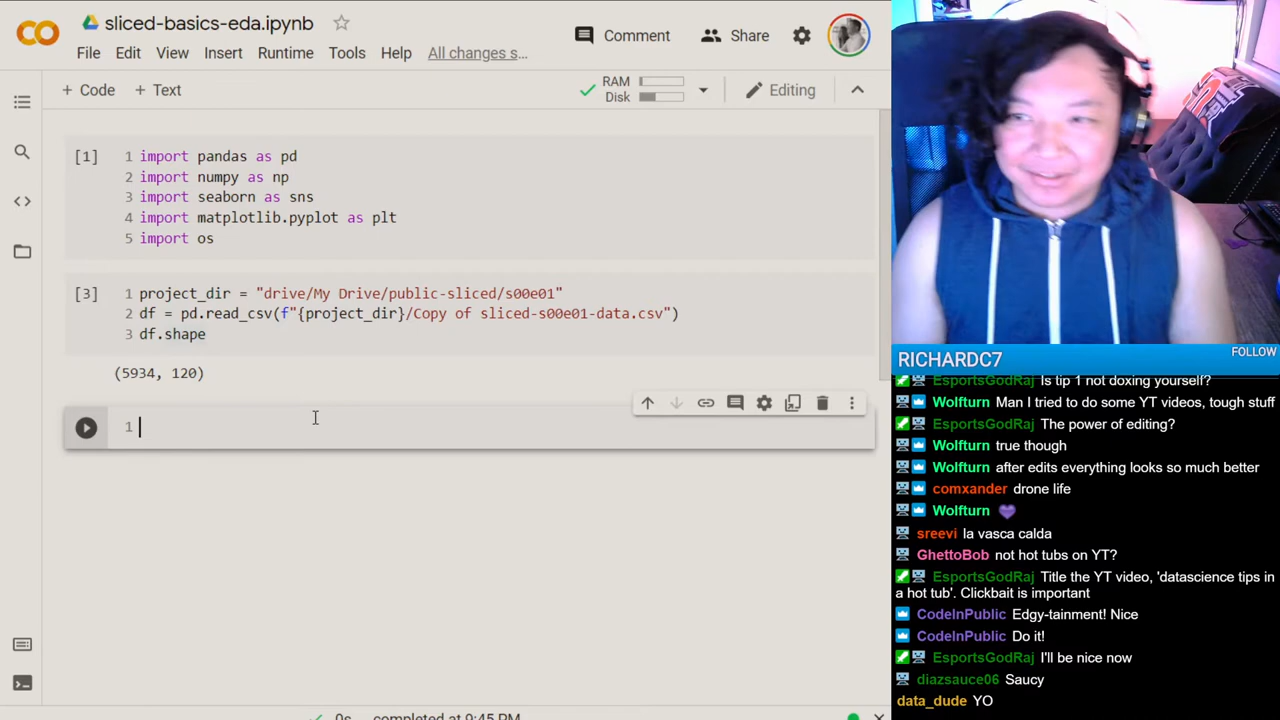 sliced-basics-eda.ipynb
File Edit View Insert Runtime Tools Help All changes s...
Comment Share
+ Code + Text
RAM
Disk
Editing
[1]
1 import pandas as pd
2 import numpy as np
3 import seaborn as sns
4 import matplotlib.pyplot as plt
5 import os
[3]
1 project_dir = "drive/My Drive/public-sliced/s00e01"
2 df = pd.read_csv(f"{project_dir}/Copy of sliced-s00e01-data.csv")
3 df.shape
(5934, 120)
1
0s completed at 9:45 PM
RICHARDC7
FOLLOW
EsportsGodRaj Is tip 1 not doxing yourself?
Wolfturn Man I tried to do some YT videos, tough stuff
EsportsGodRaj The power of editing?
Wolfturn true though
Wolfturn after edits everything looks so much better
comxander drone life
Wolfturn
sreevi la vasca calda
GhettoBob not hot tubs on YT?
EsportsGodRaj Title the YT video, 'datascience tips in
a hot tub'. Clickbait is important
CodeInPublic Edgy-tainment! Nice
CodeInPublic Do it!
EsportsGodRaj I'll be nice now
diazsauce06 Saucy
data_dude YO